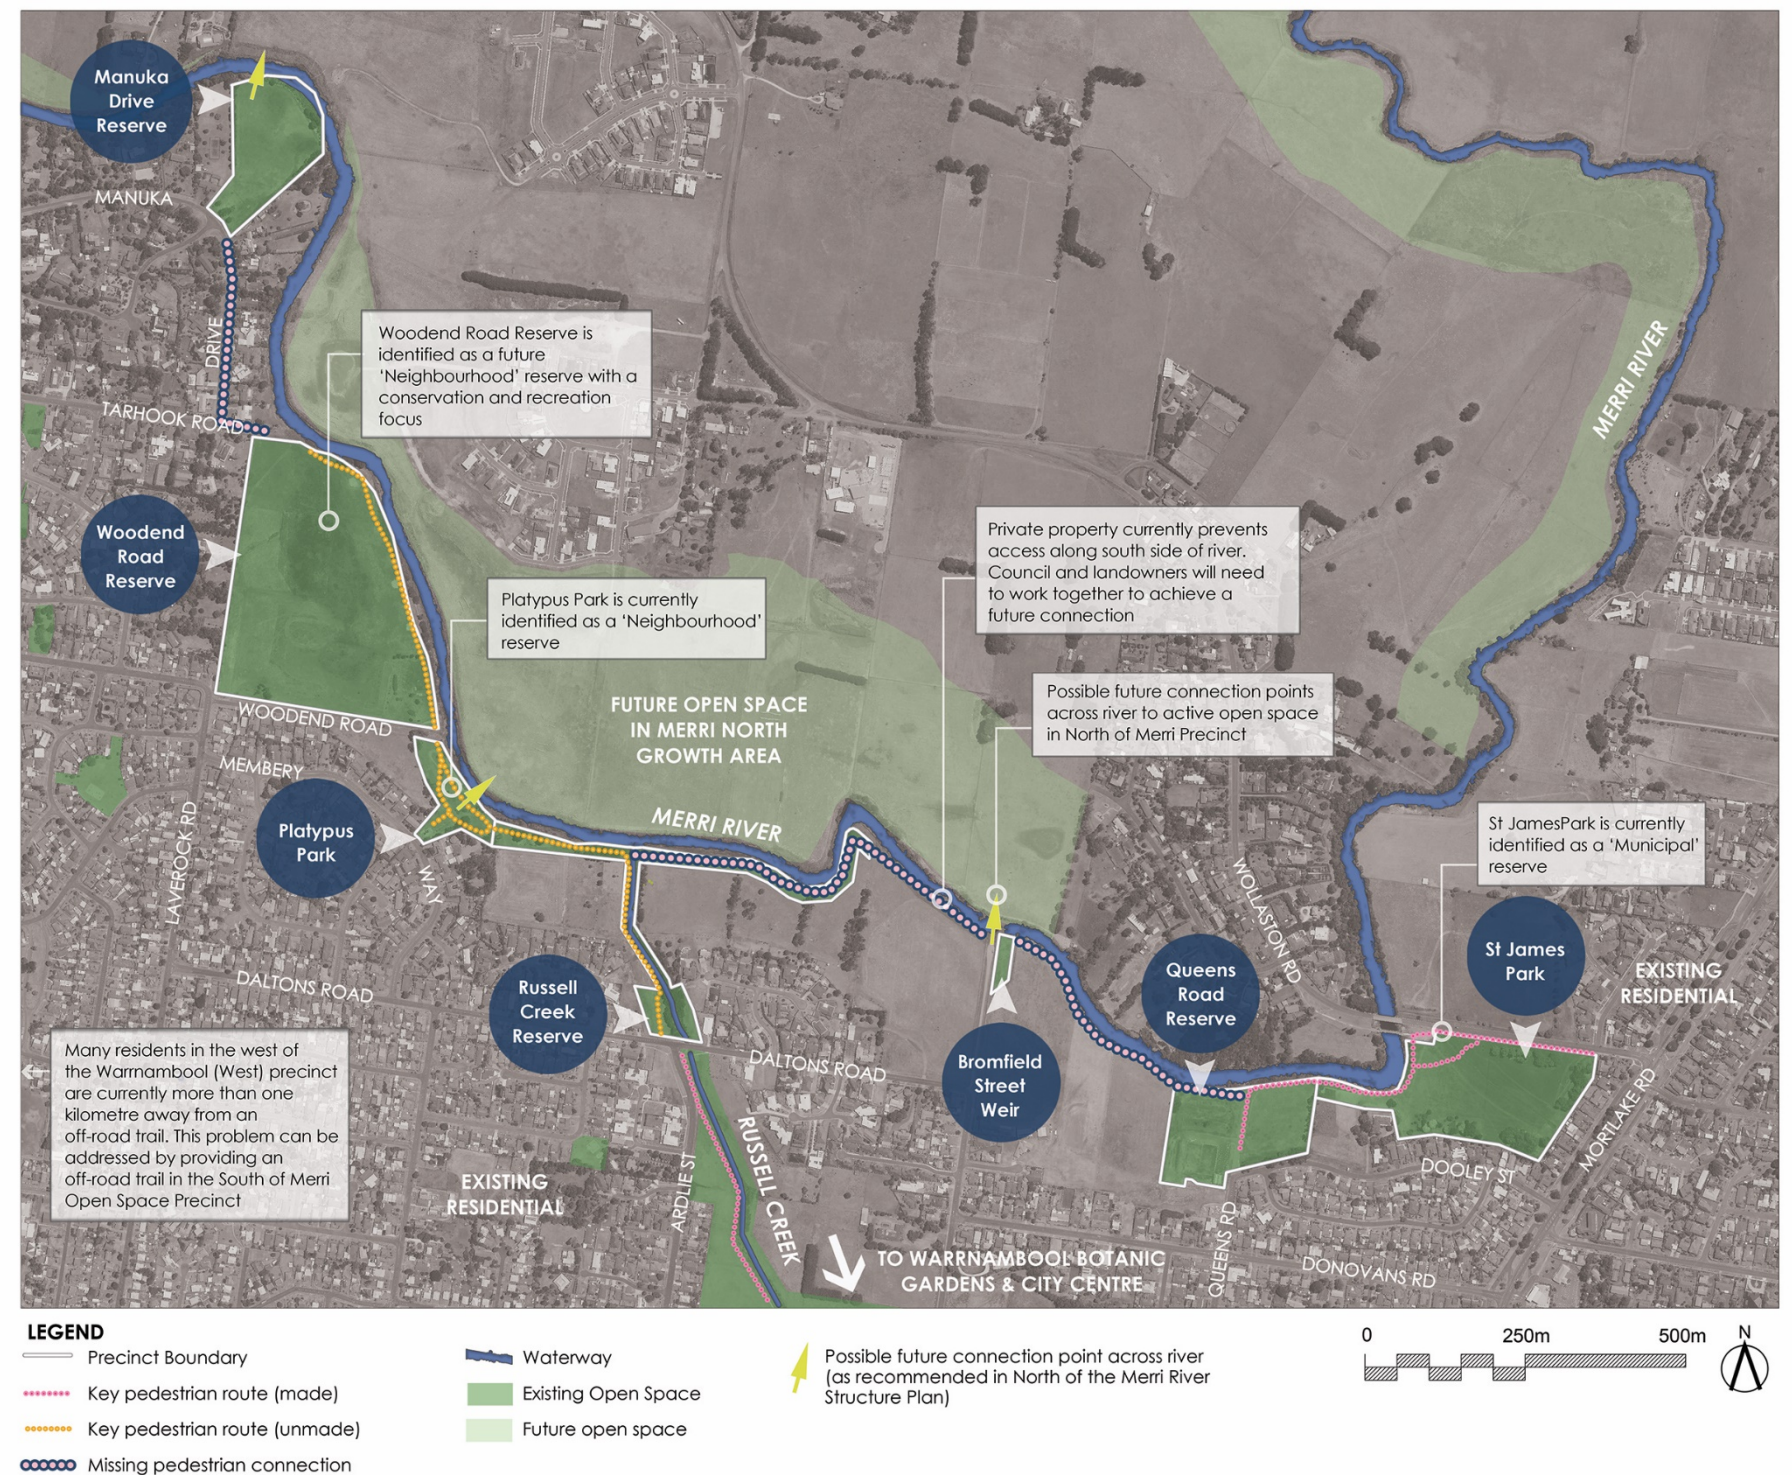 Manuka
Drive
Reserve
MANUKA
DRIVE
TARHOOK ROAD
Woodend Road Reserve is
identified as a future
‘Neighbourhood’ reserve with a
conservation and recreation
focus
MERRI RIVER
Woodend
Road
Reserve
Private property currently prevents
access along south side of river.
Council and landowners will need
to work together to achieve a
future connection
Platypus Park is currently
identified as a ‘Neighbourhood’
reserve
Possible future connection points
across river to active open space
in North of Merri Precinct
FUTURE OPEN SPACE
IN MERRI NORTH
GROWTH AREA
WOODEND ROAD
MEMBERY
WAY
LAVEROCK RD
Platypus
Park
MERRI RIVER
St JamesPark is currently
identified as a ‘Municipal’
reserve
WOLLASTON RD
St James
Park
EXISTING
RESIDENTIAL
Queens
Road
Reserve
DALTONS ROAD
Russell
Creek
Reserve
DALTONS ROAD
Bromfield
Street
Weir
Many residents in the west of
the Warrnambool (West) precinct
are currently more than one
kilometre away from an
off-road trail. This problem can be
addressed by providing an
off-road trail in the South of Merri
Open Space Precinct
EXISTING
RESIDENTIAL
ARDLIE ST
RUSSELL CREEK
MORTLAKE RD
DOOLEY ST
QUEENS RD
DONOVANS RD
TO WARRNAMBOOL BOTANIC
GARDENS & CITY CENTRE
LEGEND
Precinct Boundary
Key pedestrian route (made)
Key pedestrian route (unmade)
Missing pedestrian connection
Waterway
Existing Open Space
Future open space
Possible future connection point across river
(as recommended in North of the Merri River
Structure Plan)
0 250m 500m
N